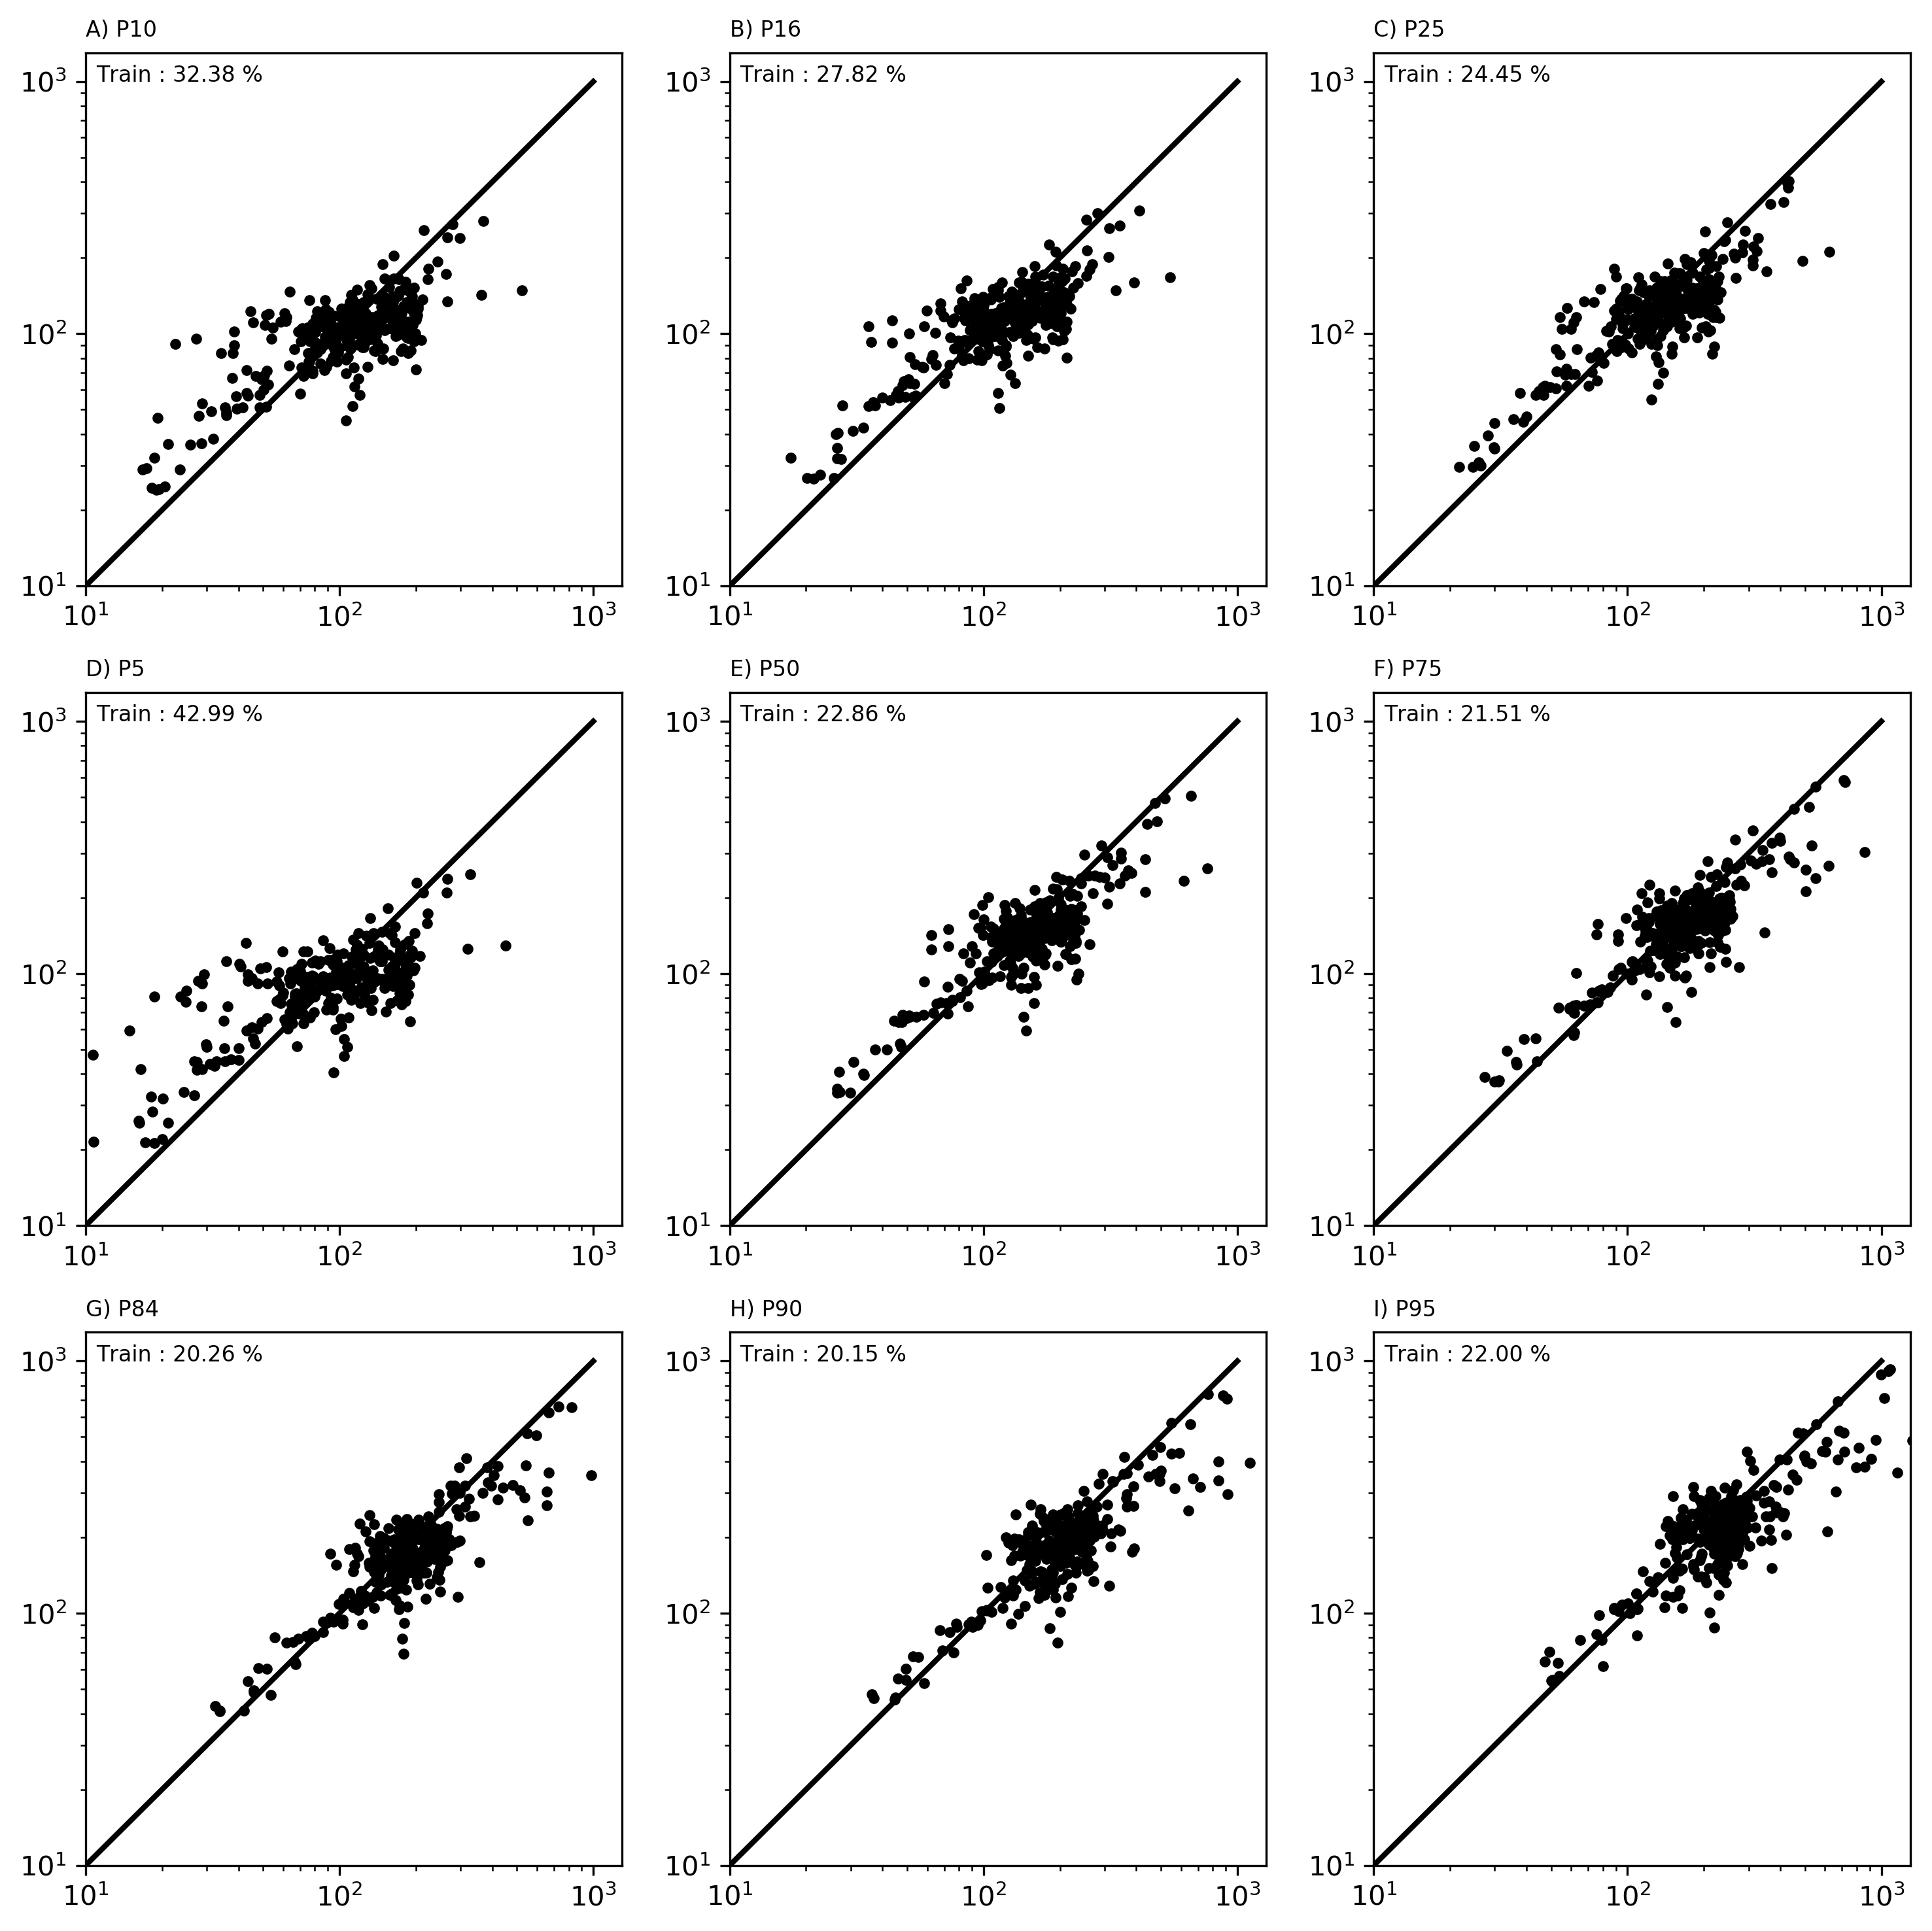 A) P10
B) P16
C) P25
Train : 32.38 %
Train : 27.82 %
Train : 24.45 %
10³
10³
10³
10²
10²
10²
10¹
10¹
10¹
10¹ 10² 10³
10¹ 10² 10³
10¹ 10² 10³
D) P5
E) P50
F) P75
Train : 42.99 %
Train : 22.86 %
Train : 21.51 %
10³
10³
10³
10²
10²
10²
10¹
10¹
10¹
10¹ 10² 10³
10¹ 10² 10³
10¹ 10² 10³
G) P84
H) P90
I) P95
Train : 20.26 %
Train : 20.15 %
Train : 22.00 %
10³
10³
10³
10²
10²
10²
10¹
10¹
10¹
10¹ 10² 10³
10¹ 10² 10³
10¹ 10² 10³